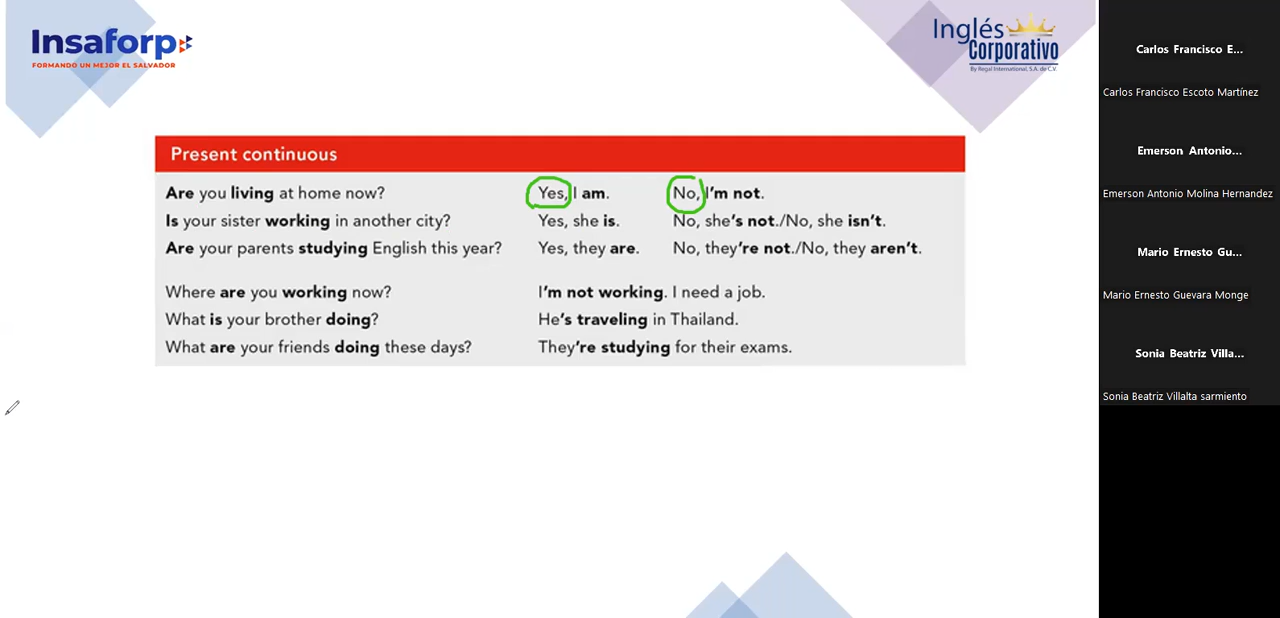 Insaforp
FORMANDO UN MEJOR EL SALVADOR
Inglés
Corporativo
By Regal International, S.A. de C.V.
Present continuous
Are you living at home now? Yes, I am. No, I'm not.
Is your sister working in another city? Yes, she is. No, she's not./No, she isn't.
Are your parents studying English this year? Yes, they are. No, they're not./No, they aren't.
Where are you working now? I'm not working. I need a job.
What is your brother doing? He's traveling in Thailand.
What are your friends doing these days? They're studying for their exams.
Carlos Francisco E...
Carlos Francisco Escoto Martínez
Emerson Antonio...
Emerson Antonio Molina Hernandez
Mario Ernesto Gu...
Mario Ernesto Guevara Monge
Sonia Beatriz Villa...
Sonia Beatriz Villalta sarmiento